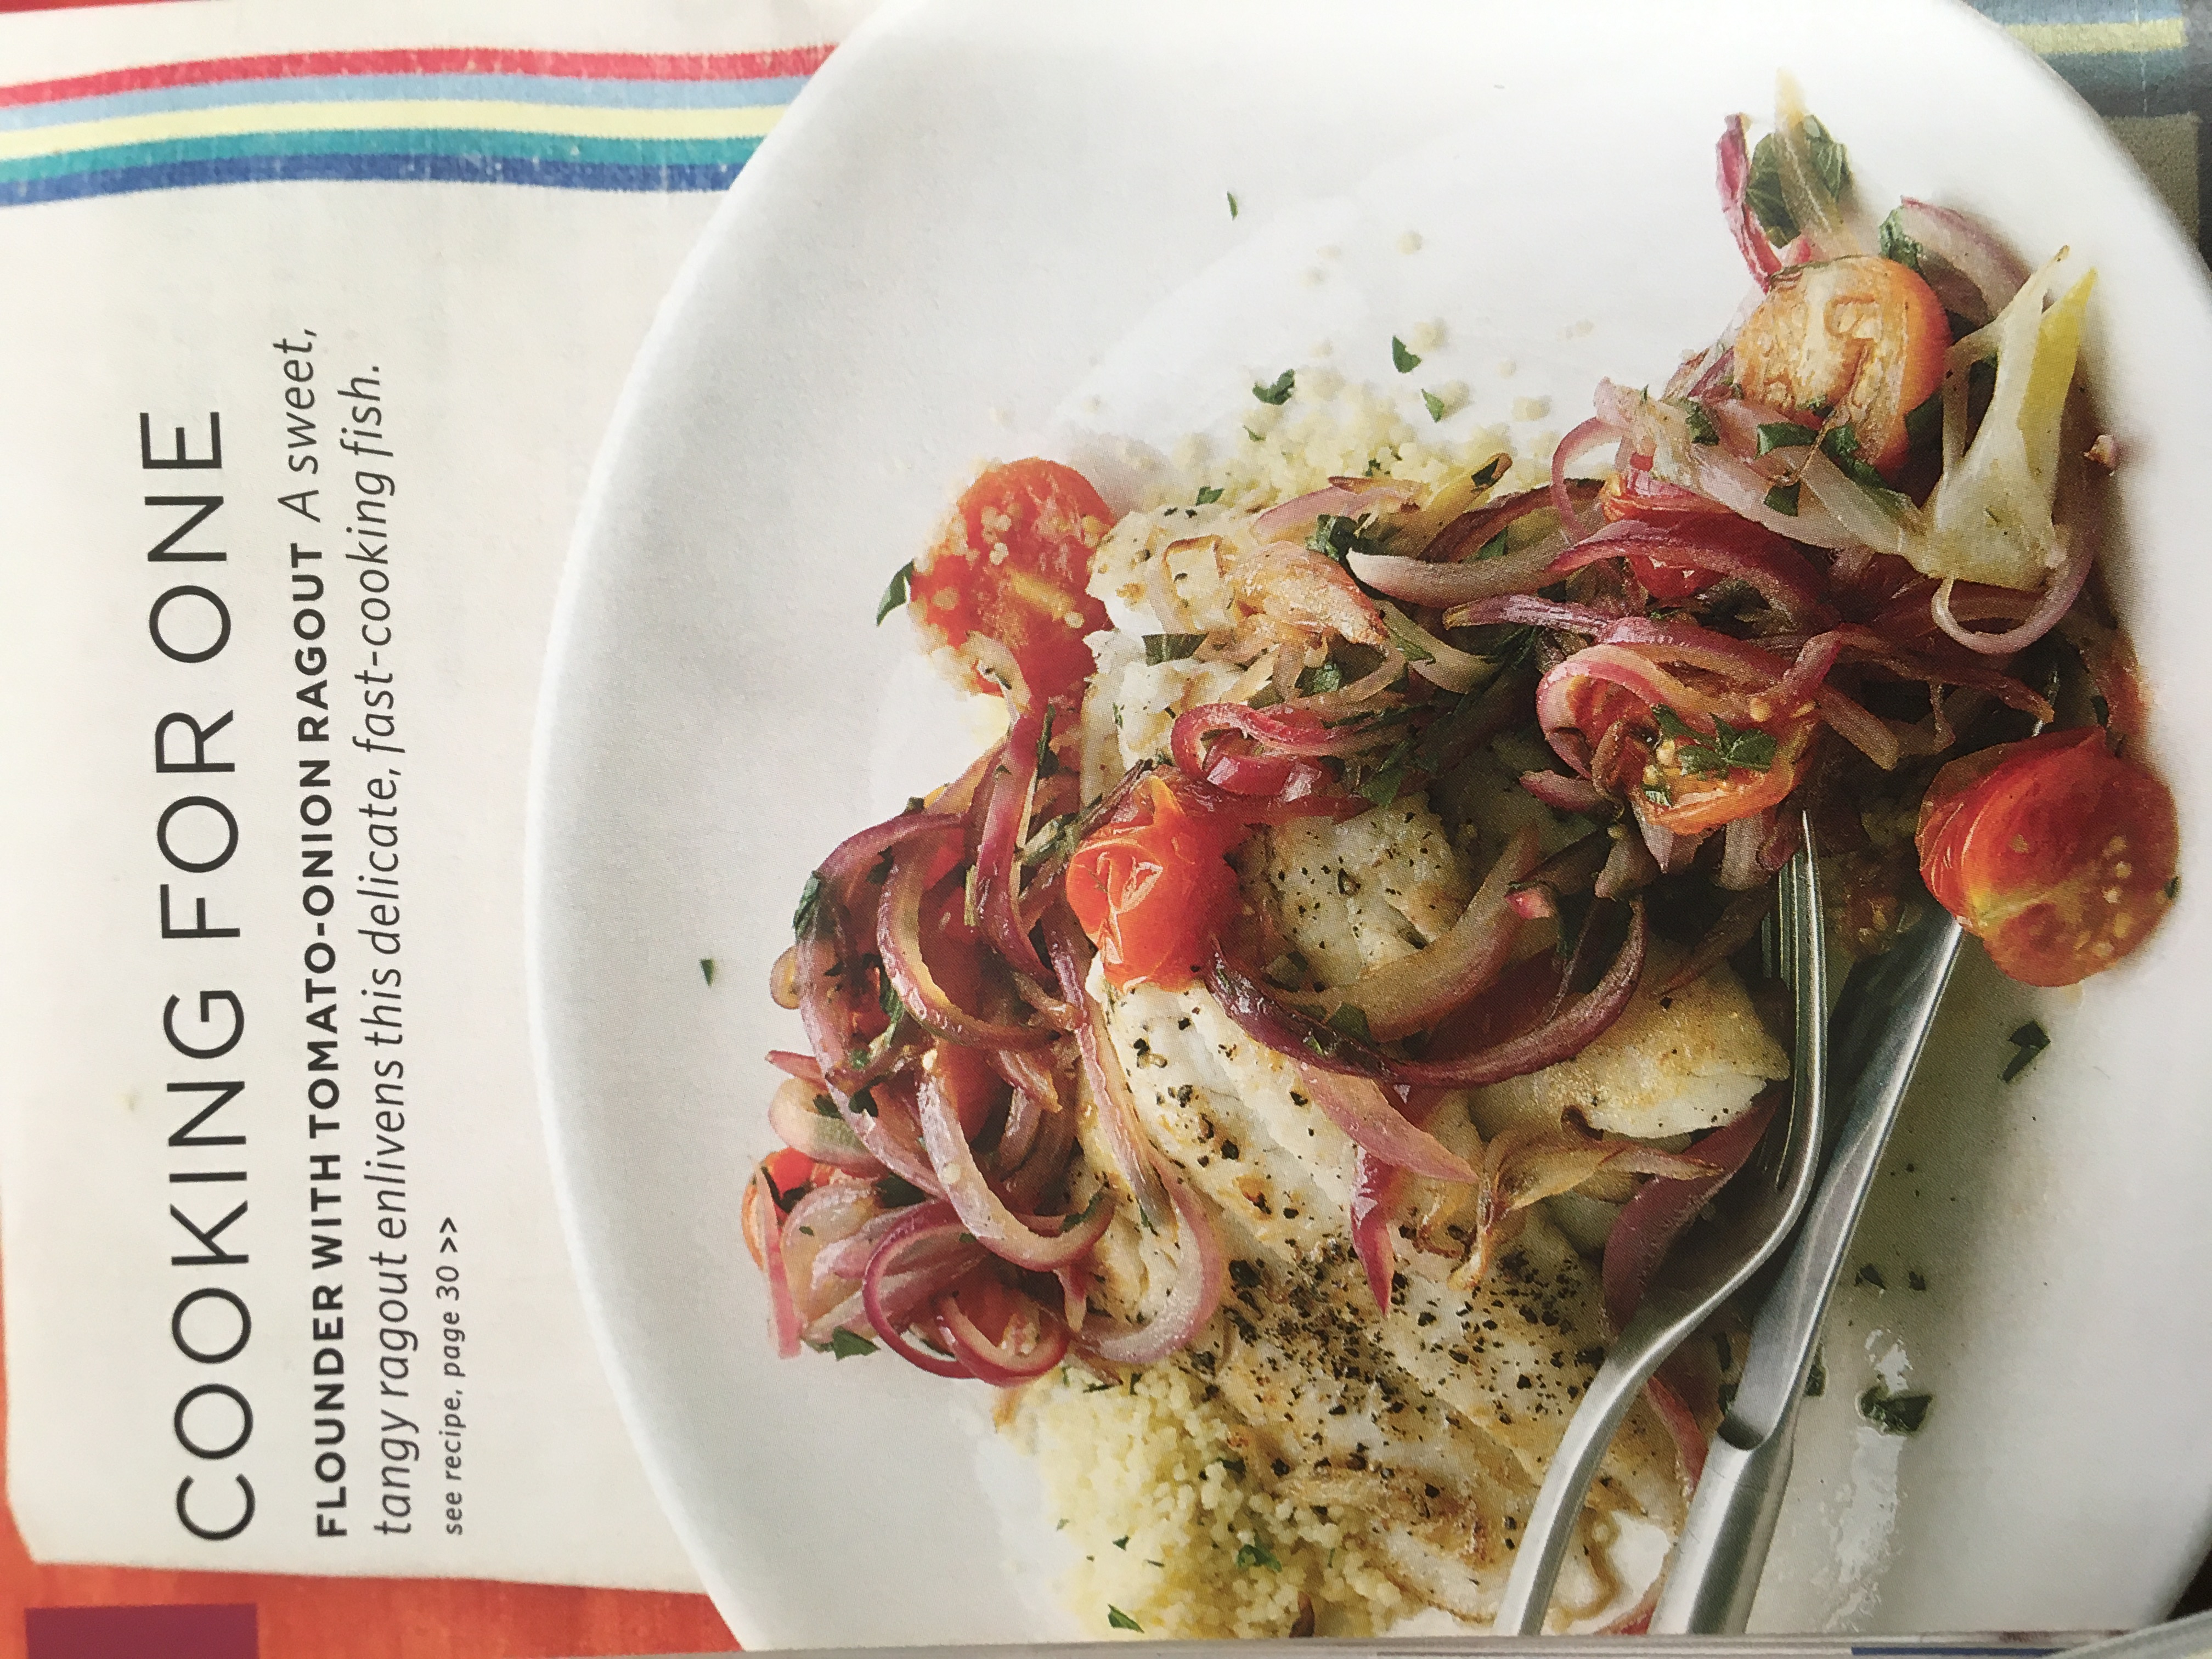 COOKING FOR ONE
FLOUNDER WITH TOMATO-ONION RAGOUT A sweet,
tangy ragout enlivens this delicate, fast-cooking fish.
see recipe, page 30 >>